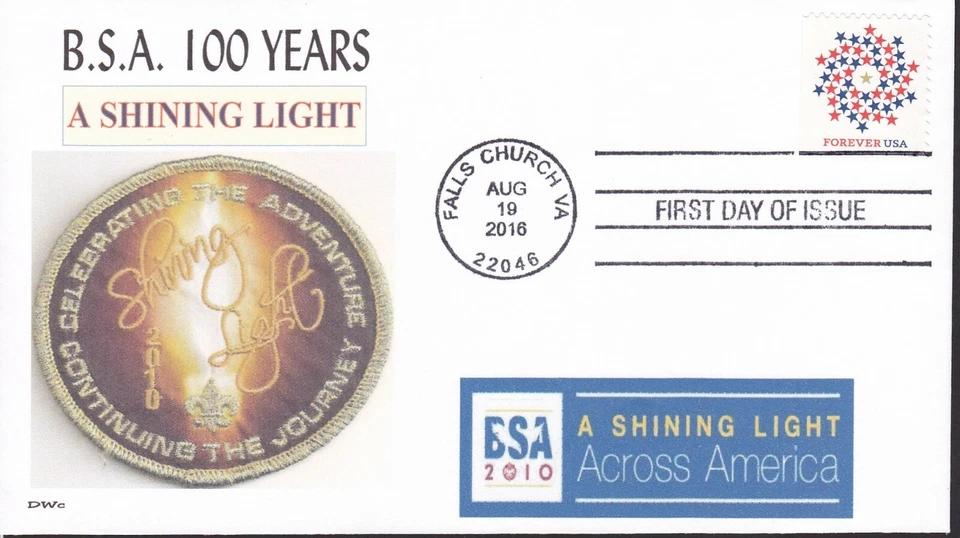 B.S.A. 100 YEARS
A SHINING LIGHT
CELEBRATING THE ADVENTURE
Shining
Light
2010
CONTINUING THE JOURNEY
DWc
FALLS CHURCH VA
AUG
19
2016
22046
FIRST DAY OF ISSUE
FOREVER USA
BSA
2010
A SHINING LIGHT
Across America